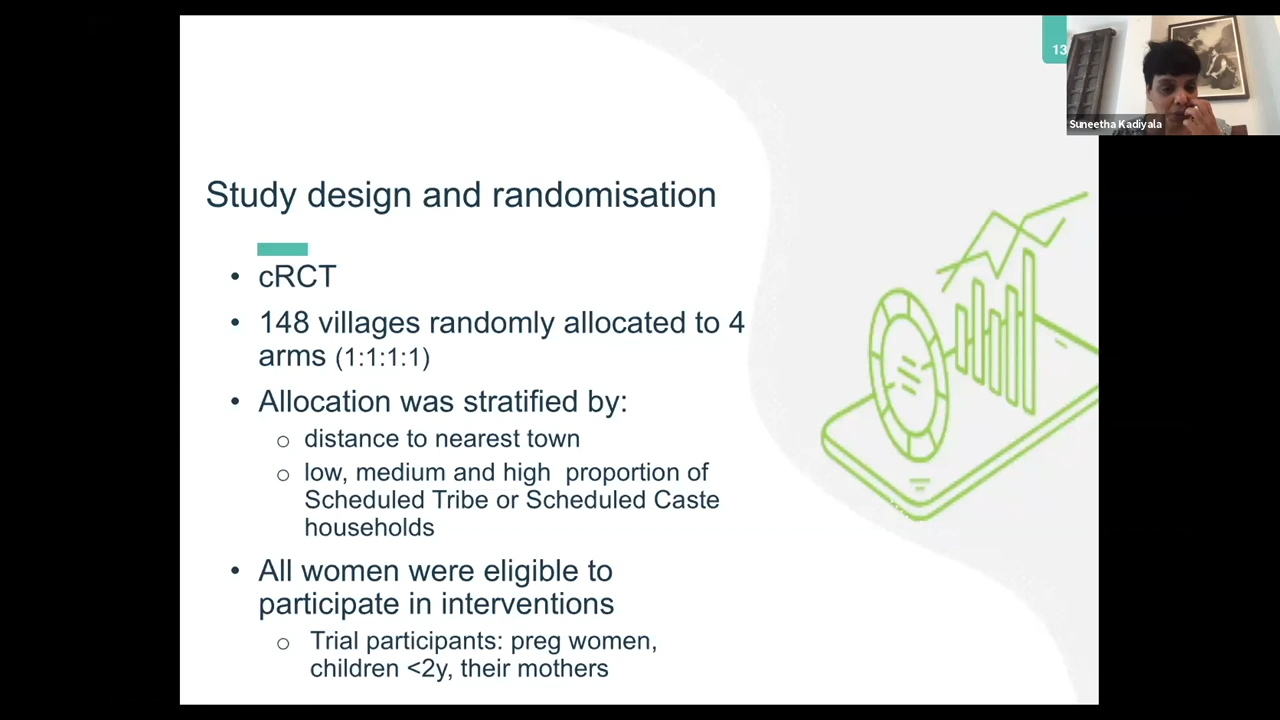 13
Suneetha Kadiyala
Study design and randomisation
• cRCT
• 148 villages randomly allocated to 4
arms (1:1:1:1)
• Allocation was stratified by:
o distance to nearest town
o low, medium and high proportion of
Scheduled Tribe or Scheduled Caste
households
• All women were eligible to
participate in interventions
o Trial participants: preg women,
children <2y, their mothers